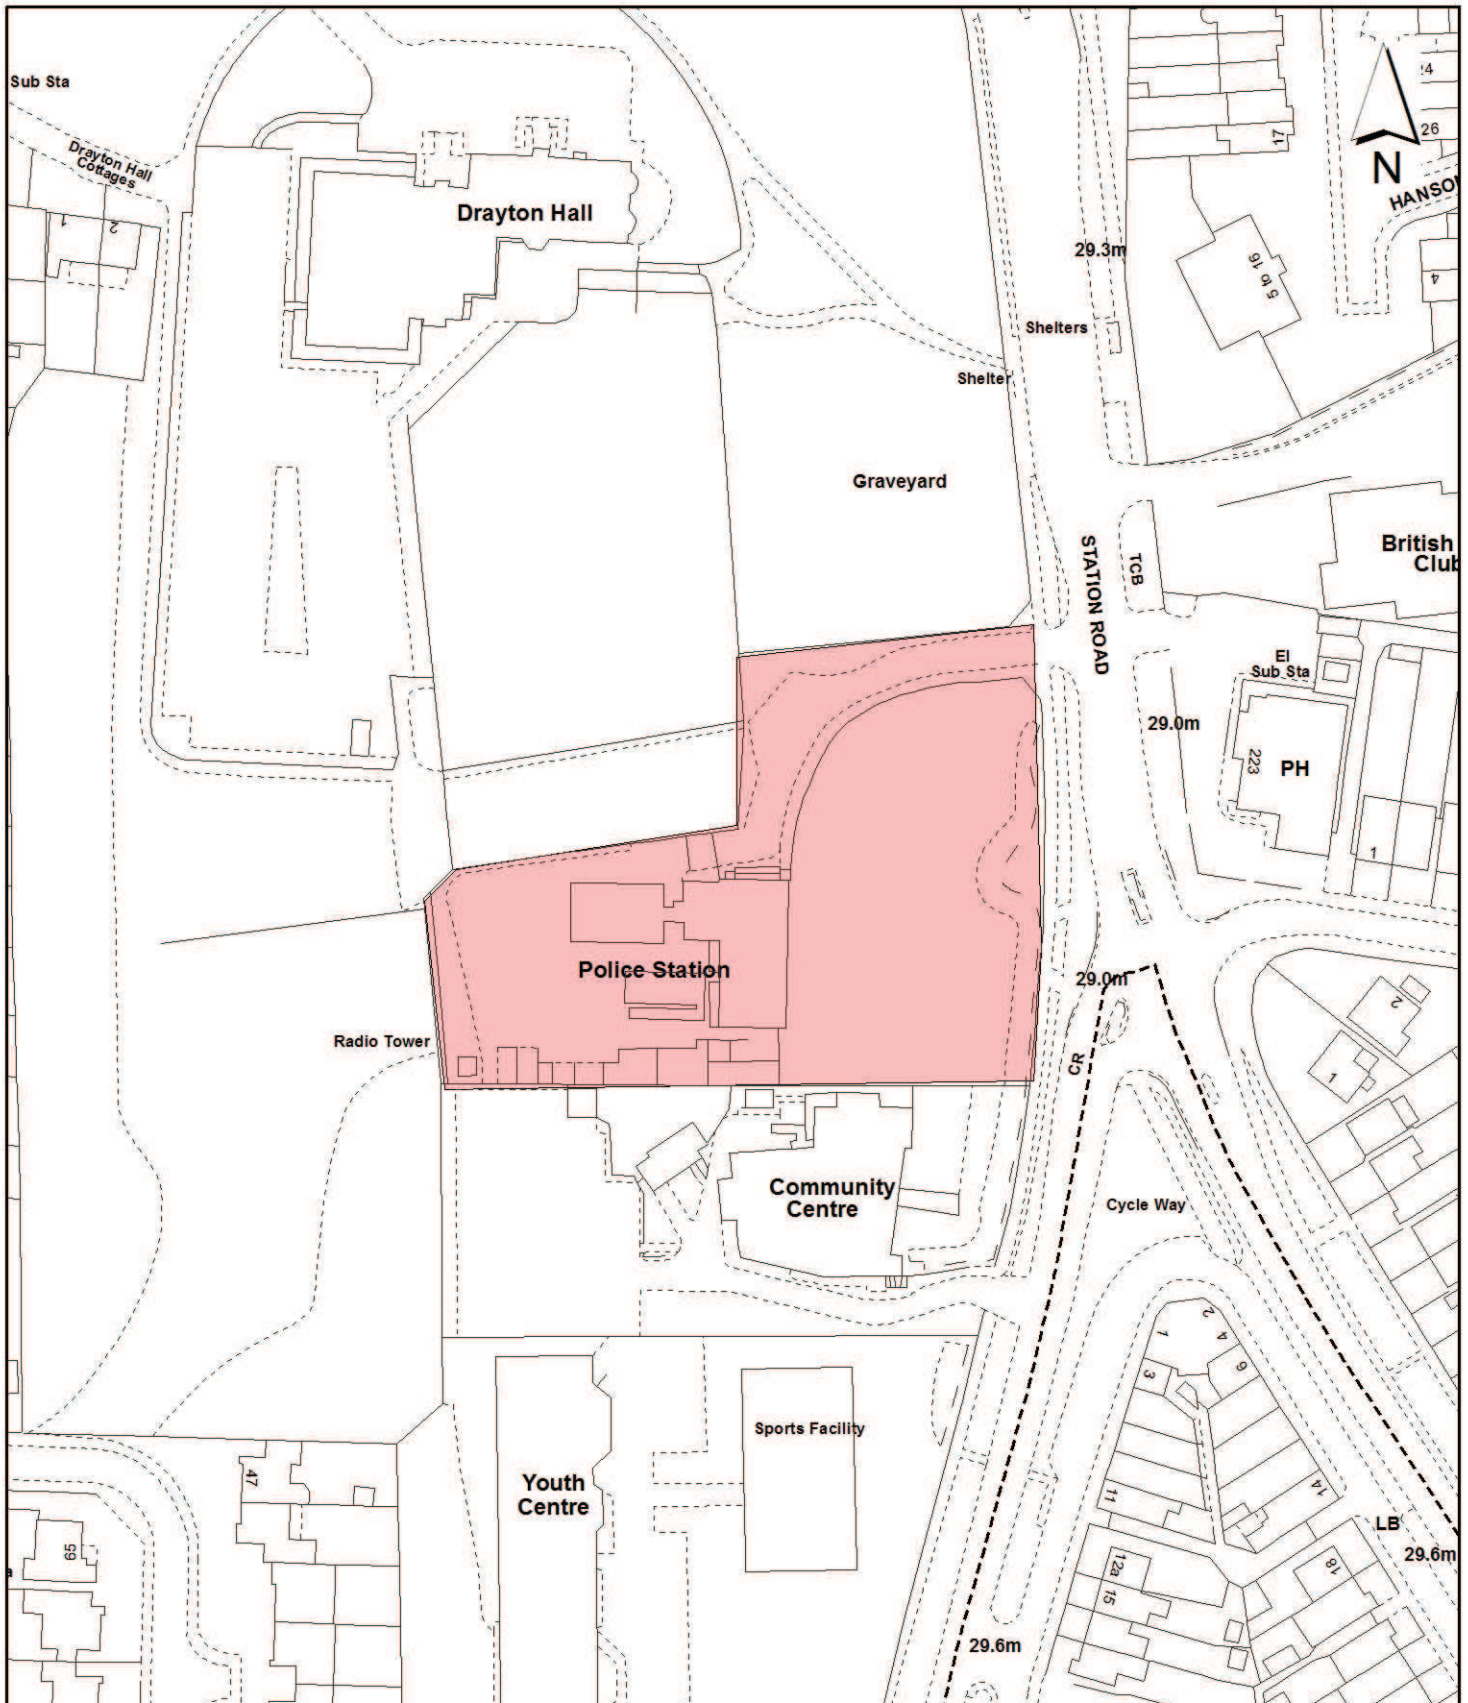 Sub Sta
Drayton Hall
Cottages
1
2
Drayton Hall
17
26
N
29.3m
5 to 16
4
Shelters
Shelter
Graveyard
STATION ROAD
TCB
British
El
Sub Sta
29.0m
223
PH
1
Police Station
29.0m
2
1
Radio Tower
CR
Community
Centre
Cycle Way
1
2
4
3
6
47
Sports Facility
Youth
Centre
14
11
LB
29.6m
65
12a
15
18
29.6m